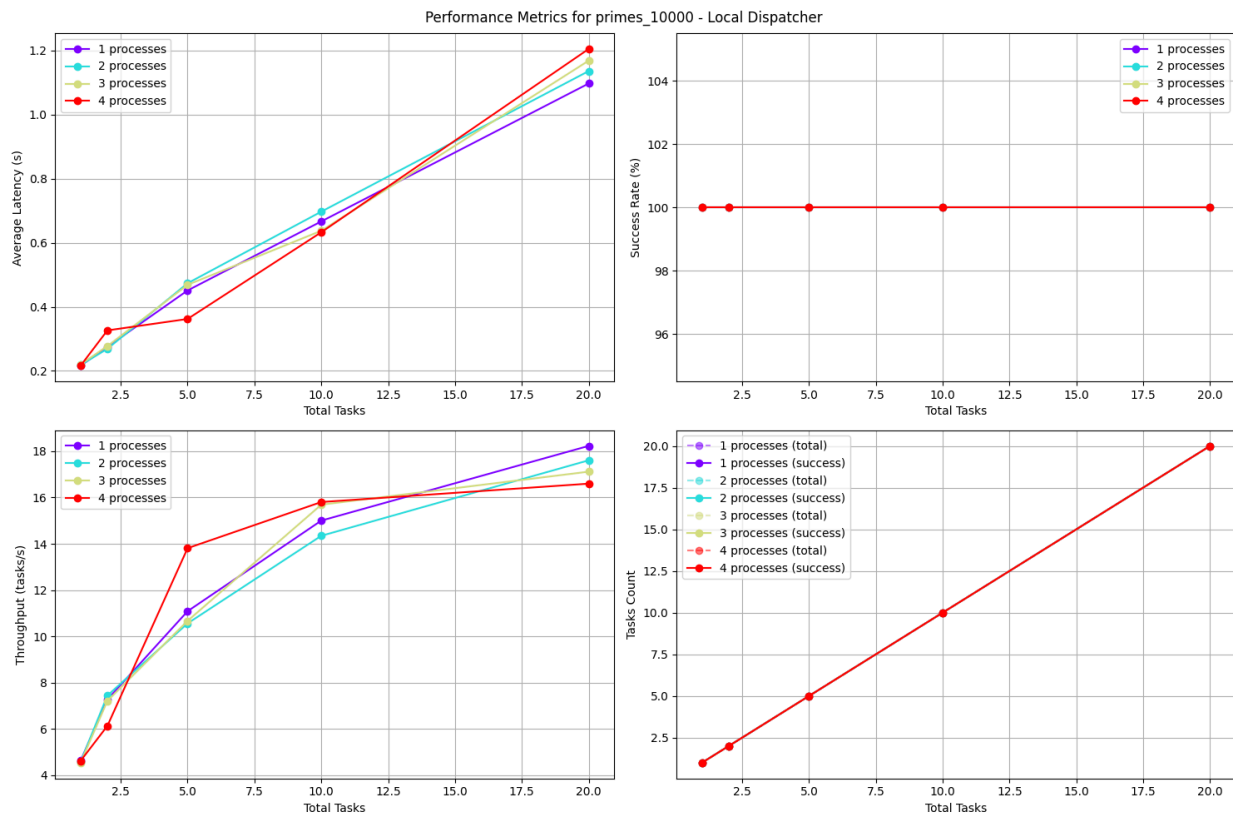 Performance Metrics for primes_10000 - Local Dispatcher
1 processes
2 processes
3 processes
4 processes
Average Latency (s)
1.2
1.0
0.8
0.6
0.4
0.2
2.5 5.0 7.5 10.0 12.5 15.0 17.5 20.0
Total Tasks
1 processes
2 processes
3 processes
4 processes
Success Rate (%)
104
102
100
98
96
2.5 5.0 7.5 10.0 12.5 15.0 17.5 20.0
Total Tasks
1 processes
2 processes
3 processes
4 processes
Throughput (tasks/s)
18
16
14
12
10
8
6
4
2.5 5.0 7.5 10.0 12.5 15.0 17.5 20.0
Total Tasks
1 processes (total)
1 processes (success)
2 processes (total)
2 processes (success)
3 processes (total)
3 processes (success)
4 processes (total)
4 processes (success)
Tasks Count
20.0
17.5
15.0
12.5
10.0
7.5
5.0
2.5
2.5 5.0 7.5 10.0 12.5 15.0 17.5 20.0
Total Tasks